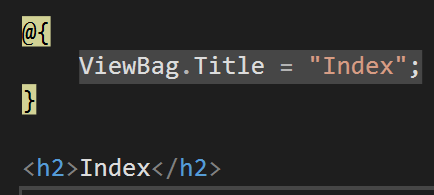 @{
    ViewBag.Title = "Index";
}
<h2>Index</h2>